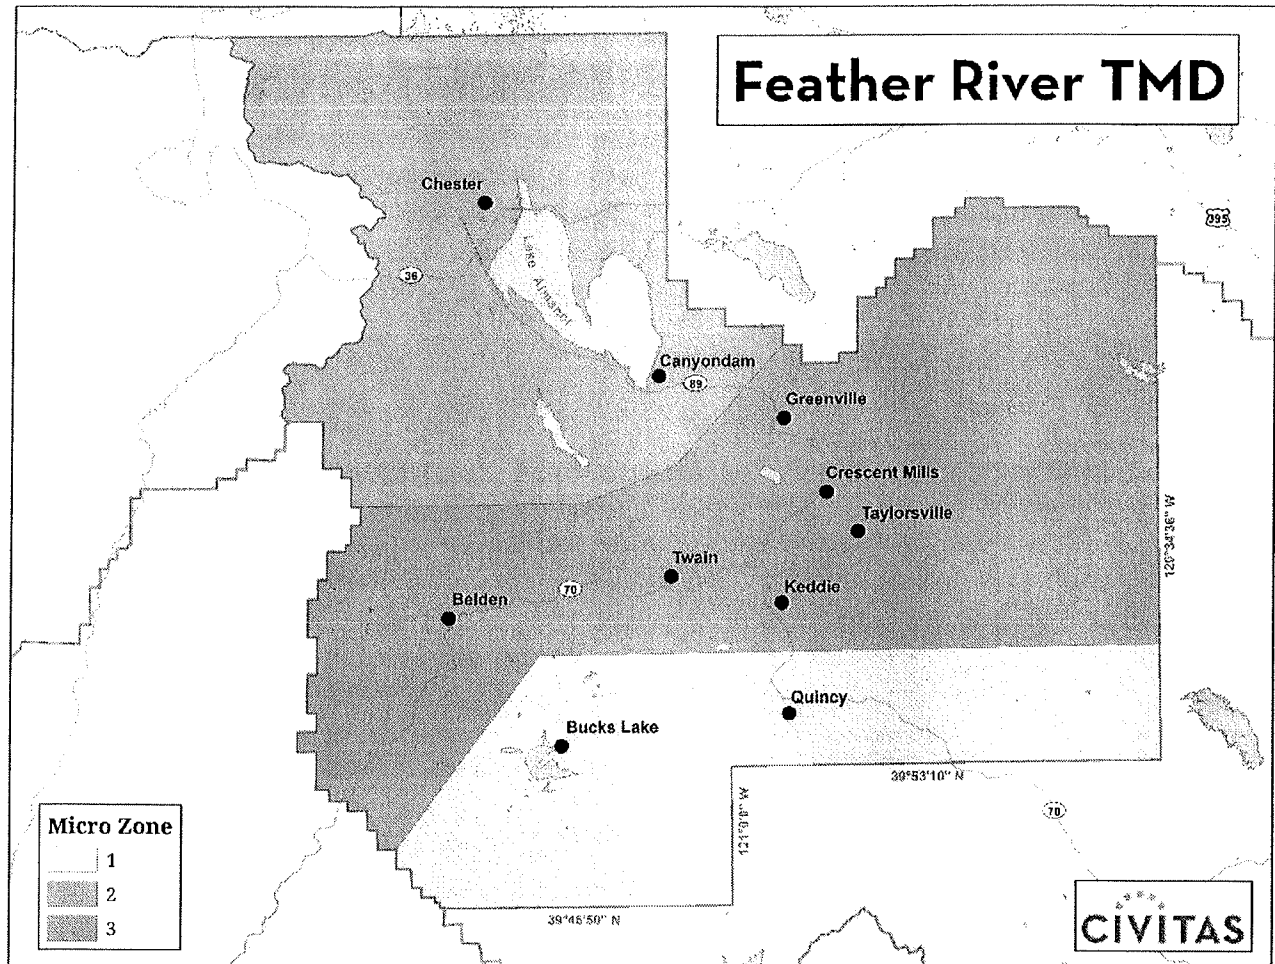 Feather River TMD
Chester
395
36
Lake Almanor
Canyondam
89
Greenville
Crescent Mills
Taylorsville
120°34'36" W
Twain
70
Keddie
Belden
Quincy
Bucks Lake
39°53'10" N
121°0'0" W
70
Micro Zone
1
2
3
39°46'50" N
CIVITAS